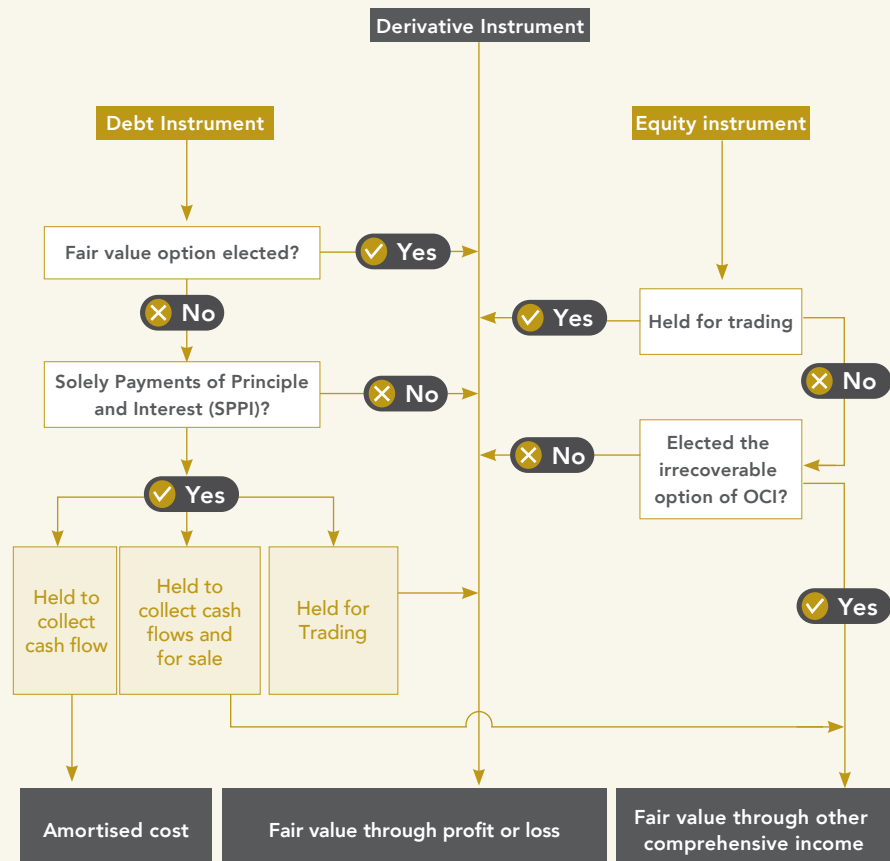 Derivative Instrument
Debt Instrument
Equity instrument
Fair value option elected?
Yes
No
Held for trading
Yes
No
Solely Payments of Principle
and Interest (SPPI)?
No
Elected the
irrecoverable
option of OCI?
No
Yes
Yes
Held to
collect
cash flow
Held to
collect cash
flows and
for sale
Held for
Trading
Amortised cost
Fair value through profit or loss
Fair value through other
comprehensive income